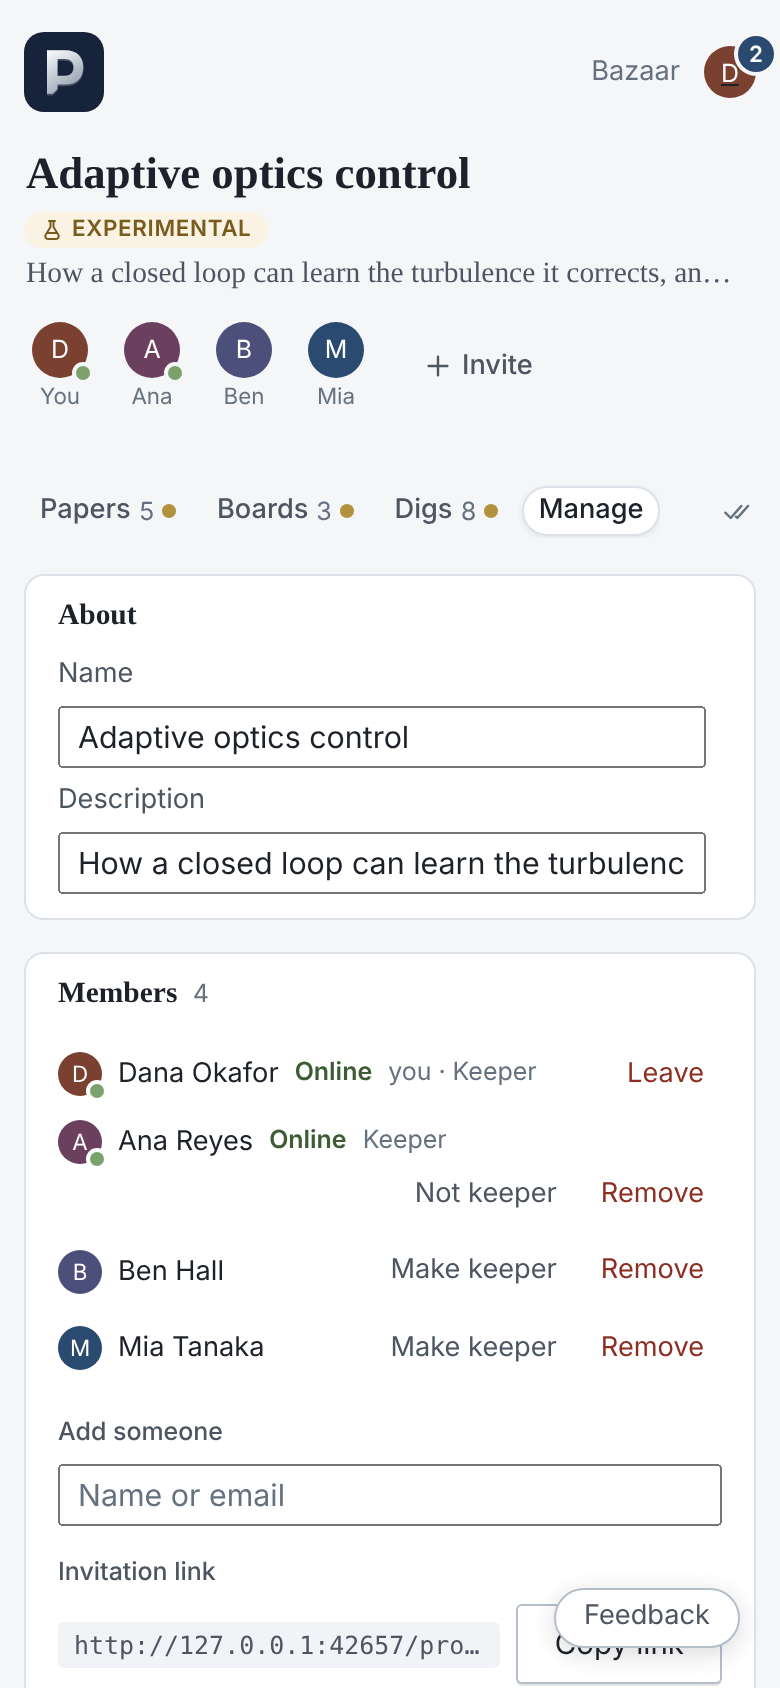 P
Bazaar D 2
Adaptive optics control
EXPERIMENTAL
How a closed loop can learn the turbulence it corrects, an…
D A B M
You Ana Ben Mia
+ Invite
Papers 5 Boards 3 Digs 8 Manage
About
Name
Adaptive optics control
Description
How a closed loop can learn the turbulenc
Members 4
D Dana Okafor Online you · Keeper Leave
A Ana Reyes Online Keeper
Not keeper Remove
B Ben Hall Make keeper Remove
M Mia Tanaka Make keeper Remove
Add someone
Name or email
Invitation link
Feedback
http://127.0.0.1:42657/pro… Copy link